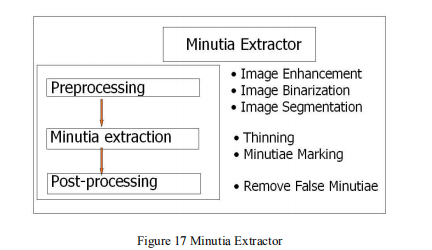 Minutia Extractor
Preprocessing
• Image Enhancement
• Image Binarization
• Image Segmentation
Minutia extraction
• Thinning
• Minutiae Marking
Post-processing
• Remove False Minutiae
Figure 17 Minutia Extractor